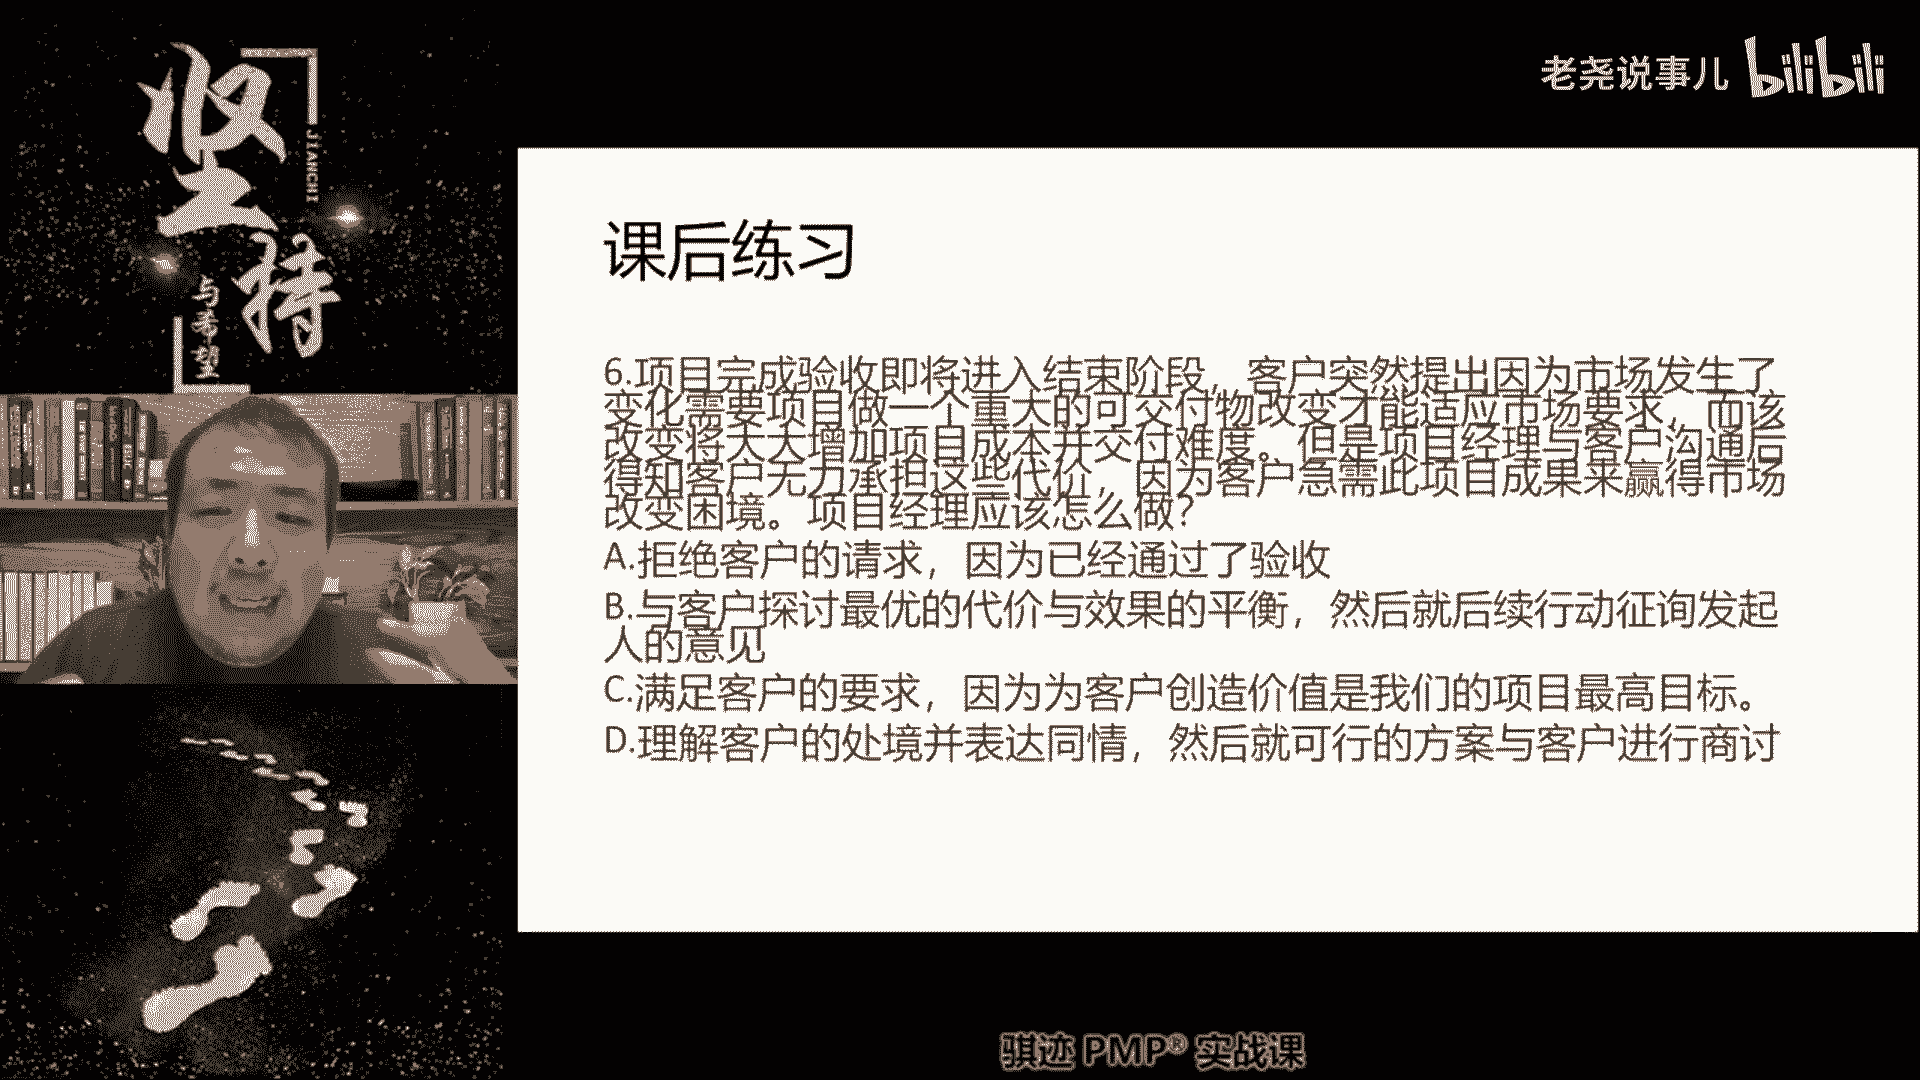 坚持
JIANCHI
与希望
老尧说事儿 bilibili
课后练习
6.项目完成验收即将进入结束阶段，客户突然提出因为市场发生了
变化需要项目做一个重大的可交付物改变才能适应市场要求，而该
改变将大大增加项目成本并交付难度。但是项目经理与客户沟通后
得知客户无力承担这些代价，因为客户急需此项目成果来赢得市场
改变困境。项目经理应该怎么做？
A.拒绝客户的请求，因为已经通过了验收
B.与客户探讨最优的代价与效果的平衡，然后就后续行动征询发起
人的意见
C.满足客户的要求，因为为客户创造价值是我们的项目最高目标。
D.理解客户的处境并表达同情，然后就可行的方案与客户进行商讨
骐迹 PMP® 实战课